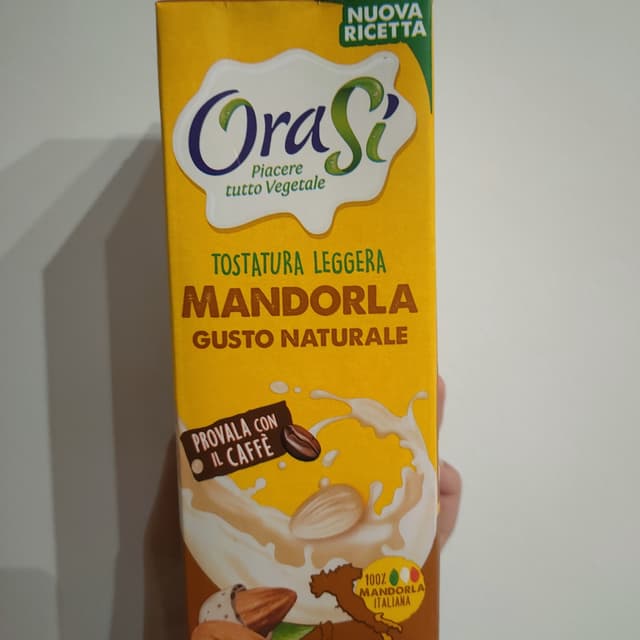 NUOVA
RICETTA
OraSì
Piacere
tutto Vegetale
TOSTATURA LEGGERA
MANDORLA
GUSTO NATURALE
PROVALA CON
IL CAFFÈ
100%
MANDORLA
ITALIANA